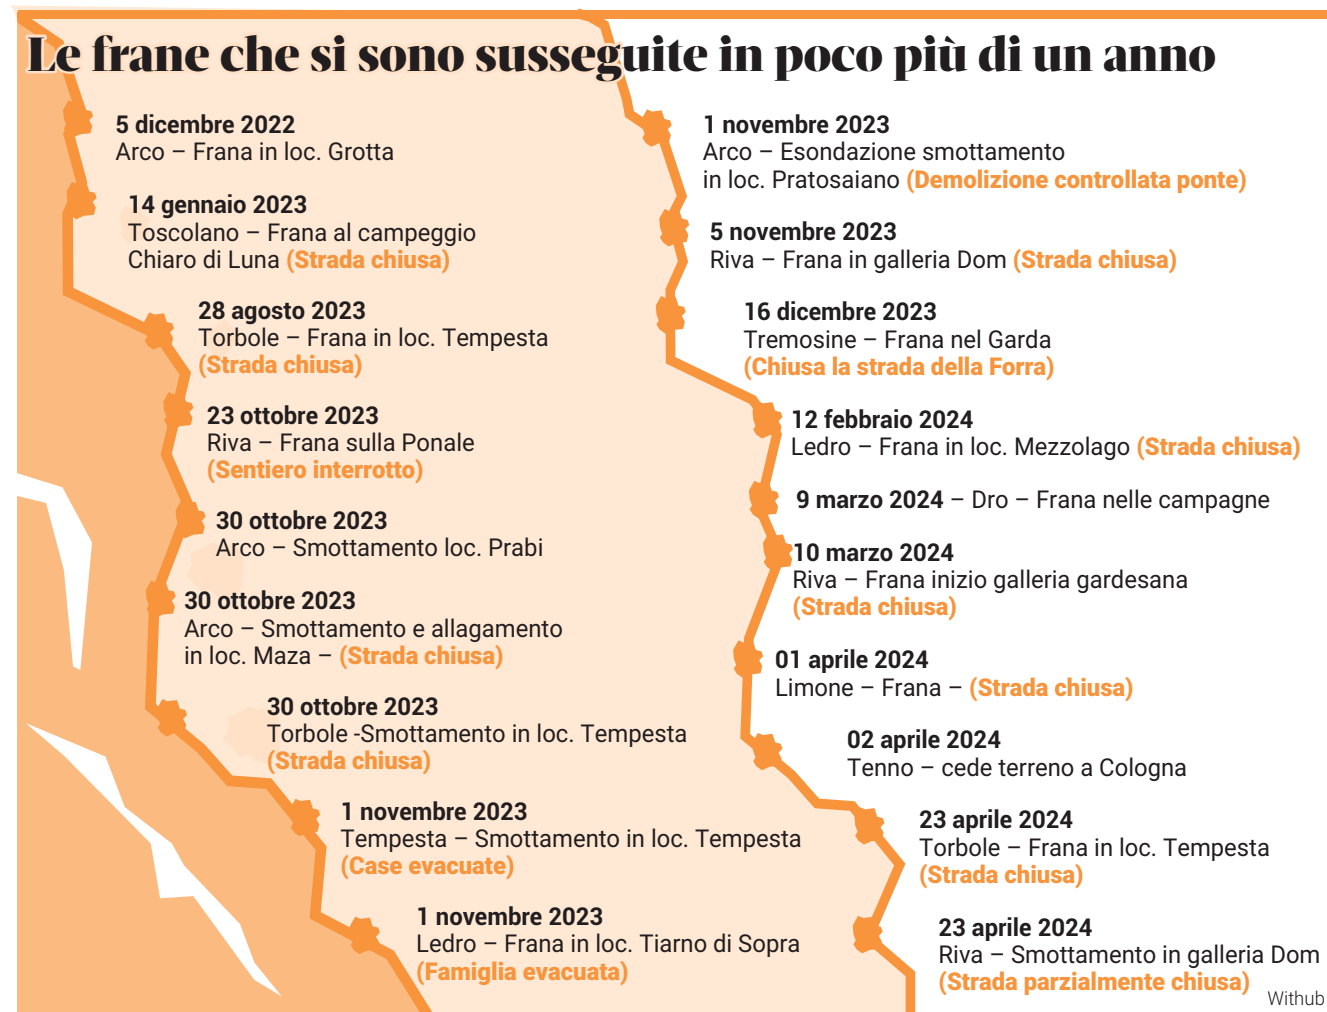 Le frane che si sono susseguite in poco più di un anno
5 dicembre 2022
Arco – Frana in loc. Grotta
14 gennaio 2023
Toscolano – Frana al campeggio
Chiaro di Luna (Strada chiusa)
28 agosto 2023
Torbole – Frana in loc. Tempesta
(Strada chiusa)
23 ottobre 2023
Riva – Frana sulla Ponale
(Sentiero interrotto)
30 ottobre 2023
Arco – Smottamento loc. Prabi
30 ottobre 2023
Arco – Smottamento e allagamento
in loc. Maza – (Strada chiusa)
30 ottobre 2023
Torbole -Smottamento in loc. Tempesta
(Strada chiusa)
1 novembre 2023
Tempesta – Smottamento in loc. Tempesta
(Case evacuate)
1 novembre 2023
Ledro – Frana in loc. Tiarno di Sopra
(Famiglia evacuata)
1 novembre 2023
Arco – Esondazione smottamento
in loc. Pratosaiano (Demolizione controllata ponte)
5 novembre 2023
Riva – Frana in galleria Dom (Strada chiusa)
16 dicembre 2023
Tremosine – Frana nel Garda
(Chiusa la strada della Forra)
12 febbraio 2024
Ledro – Frana in loc. Mezzolago (Strada chiusa)
9 marzo 2024 – Dro – Frana nelle campagne
10 marzo 2024
Riva – Frana inizio galleria gardesana
(Strada chiusa)
01 aprile 2024
Limone – Frana – (Strada chiusa)
02 aprile 2024
Tenno – cede terreno a Cologna
23 aprile 2024
Torbole – Frana in loc. Tempesta
(Strada chiusa)
23 aprile 2024
Riva – Smottamento in galleria Dom
(Strada parzialmente chiusa)
Withub